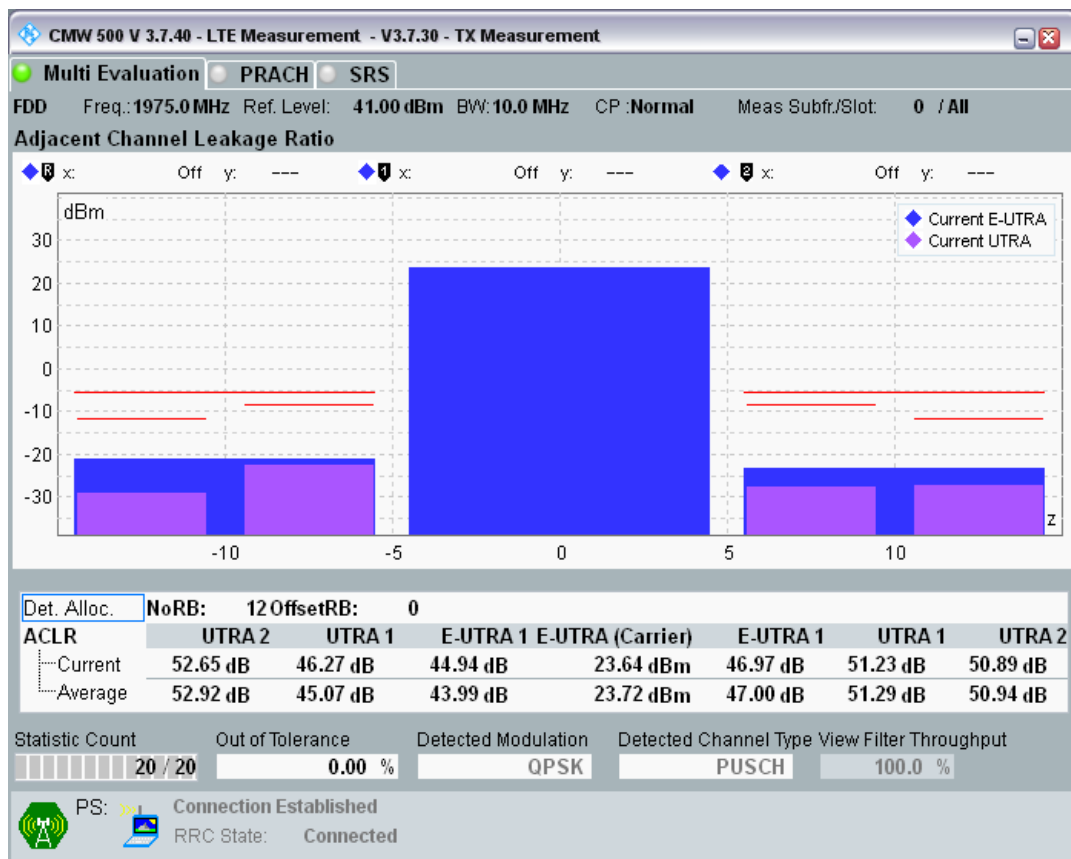 CMW 500 V 3.7.40 - LTE Measurement - V3.7.30 - TX Measurement
Multi Evaluation PRACH SRS
FDD Freq.: 1975.0 MHz Ref. Level: 41.00 dBm BW: 10.0 MHz CP :Normal Meas Subfr./Slot: 0 / All
Adjacent Channel Leakage Ratio
R x: Off y: --- 1 x: Off y: --- 2 x: Off y: ---
dBm
Current E-UTRA
Current UTRA
30
20
10
0
-10
-20
-30
z
-10 -5 0 5 10
Det. Alloc. NoRB: 12 OffsetRB: 0
ACLR UTRA 2 UTRA 1 E-UTRA 1 E-UTRA (Carrier) E-UTRA 1 UTRA 1 UTRA 2
Current 52.65 dB 46.27 dB 44.94 dB 23.64 dBm 46.97 dB 51.23 dB 50.89 dB
Average 52.92 dB 45.07 dB 43.99 dB 23.72 dBm 47.00 dB 51.29 dB 50.94 dB
Statistic Count Out of Tolerance Detected Modulation Detected Channel Type View Filter Throughput
20 / 20 0.00 % QPSK PUSCH 100.0 %
PS: Connection Established
RRC State: Connected